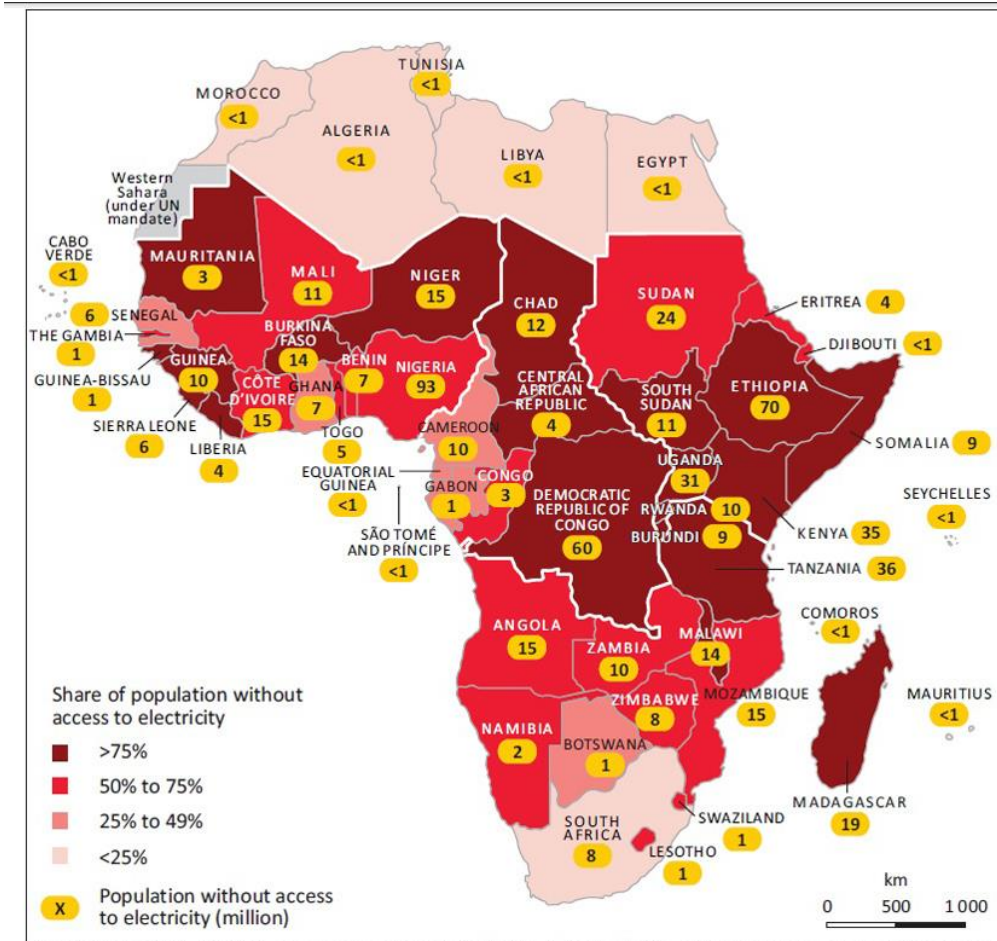 TUNISIA
<1
MOROCCO
<1
ALGERIA
<1
LIBYA
<1
EGYPT
<1
Western
Sahara
(under UN
mandate)
CABO
VERDE
<1
MAURITANIA
3
MALI
11
NIGER
15
CHAD
12
SUDAN
24
ERITREA 4
DJIBOUTI <1
6 SENEGAL
THE GAMBIA
1
GUINEA-BISSAU
1
GUINEA
10
SIERRA LEONE
6
LIBERIA
4
CÔTE
D'IVOIRE
15
BURKINA
FASO
14
GHANA
7
TOGO
5
BENIN
7
NIGERIA
93
CAMEROON
10
CENTRAL
AFRICAN
REPUBLIC
4
SOUTH
SUDAN
11
ETHIOPIA
70
SOMALIA 9
EQUATORIAL
GUINEA
<1
GABON
1
CONGO
3
SÃO TOMÉ
AND PRÍNCIPE
<1
DEMOCRATIC
REPUBLIC OF
CONGO
60
UGANDA
31
RWANDA 10
BURUNDI 9
KENYA 35
TANZANIA 36
SEYCHELLES
<1
COMOROS
<1
ANGOLA
15
ZAMBIA
10
MALAWI
14
MOZAMBIQUE
15
ZIMBABWE
8
NAMIBIA
2
BOTSWANA
1
MAURITIUS
<1
MADAGASCAR
19
SOUTH
AFRICA
8
SWAZILAND
1
LESOTHO
1
Share of population without
access to electricity
>75%
50% to 75%
25% to 49%
<25%
X Population without access
to electricity (million)
km
0 500 1 000